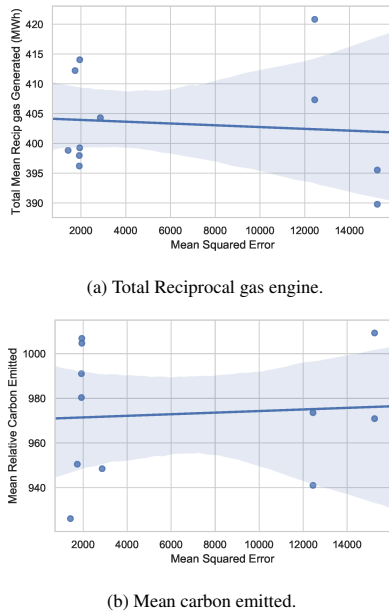 Total Mean Recip gas Generated (MWh)
420
415
410
405
400
395
390
2000 4000 6000 8000 10000 12000 14000
Mean Squared Error
(a) Total Reciprocal gas engine.
Mean Relative Carbon Emitted
1000
980
960
940
2000 4000 6000 8000 10000 12000 14000
Mean Squared Error
(b) Mean carbon emitted.